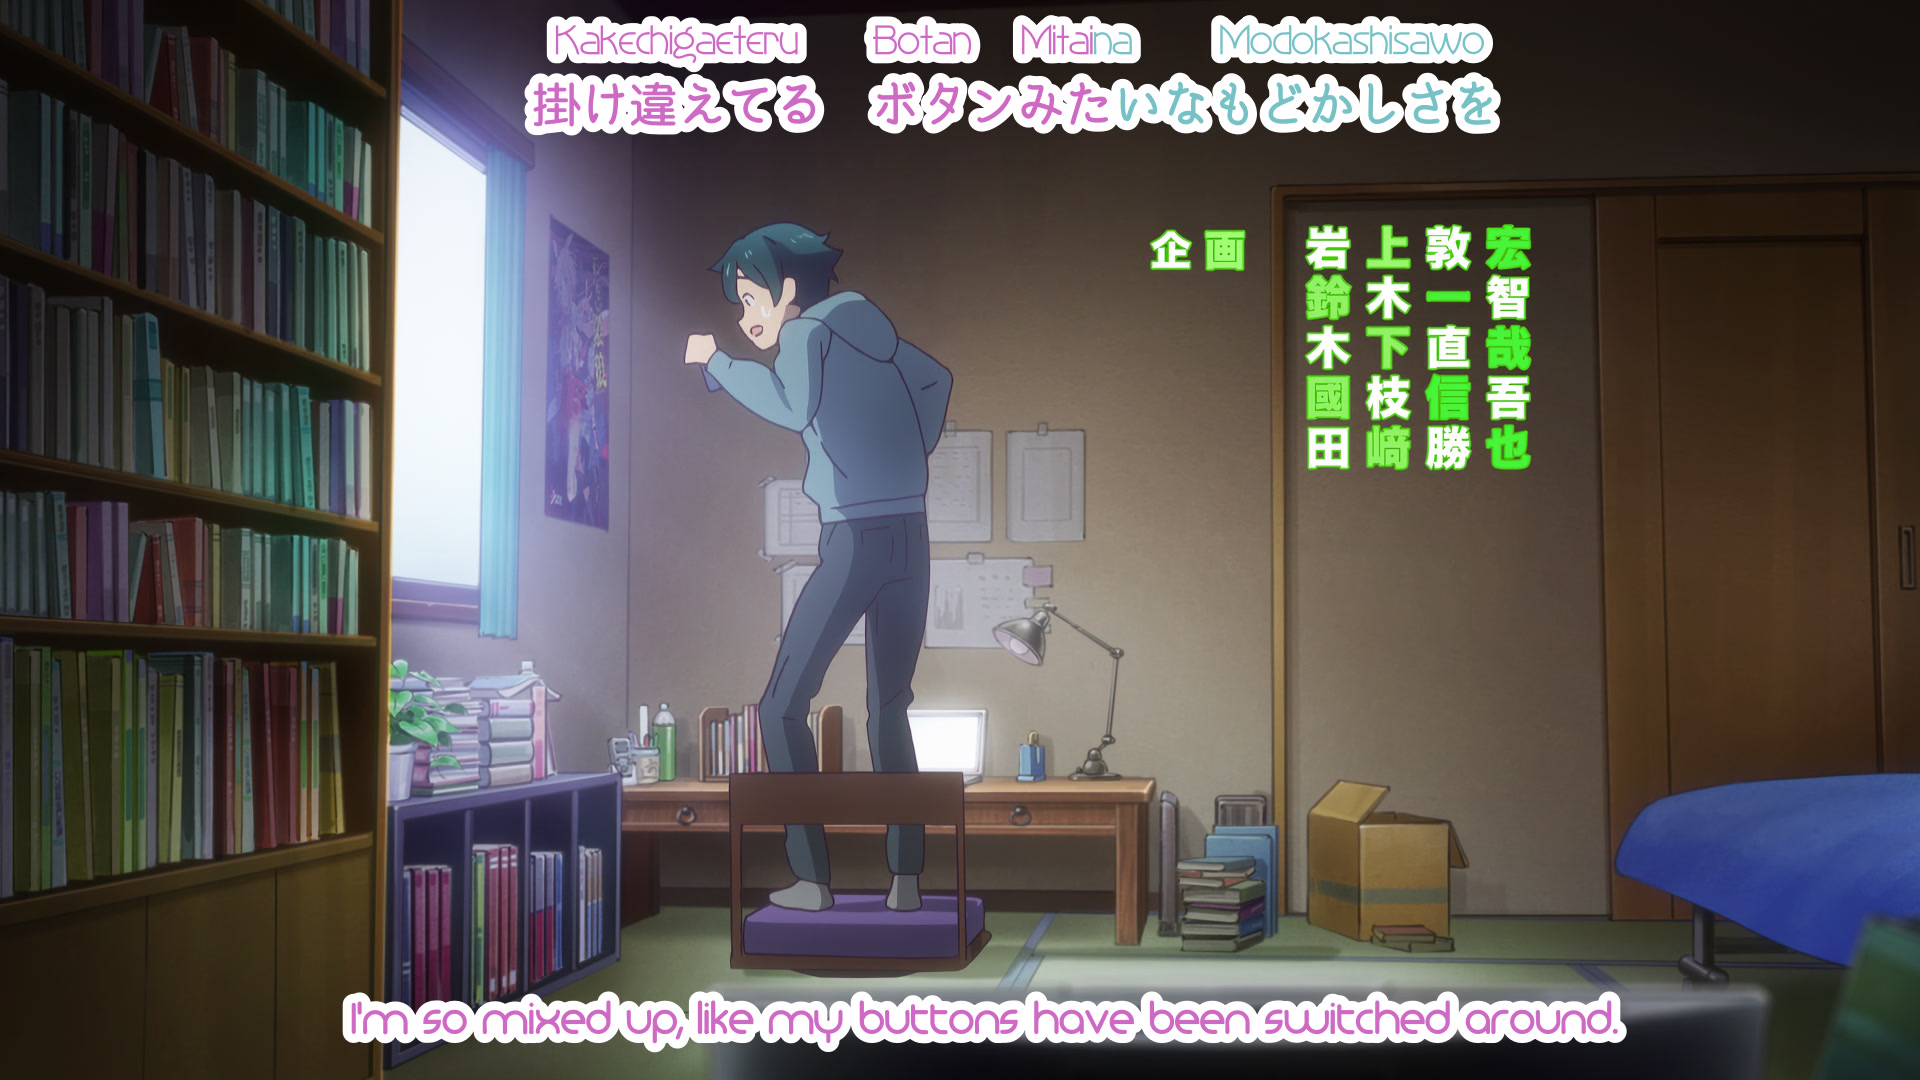 Kakechigaeteru Botan Mitaina Modokashisawo
掛け違えてる ボタンみたいなもどかしさを
企画 岩上敦宏
鈴木一智
木下直哉
國枝信吾
田﨑勝也
I'm so mixed up, like my buttons have been switched around.